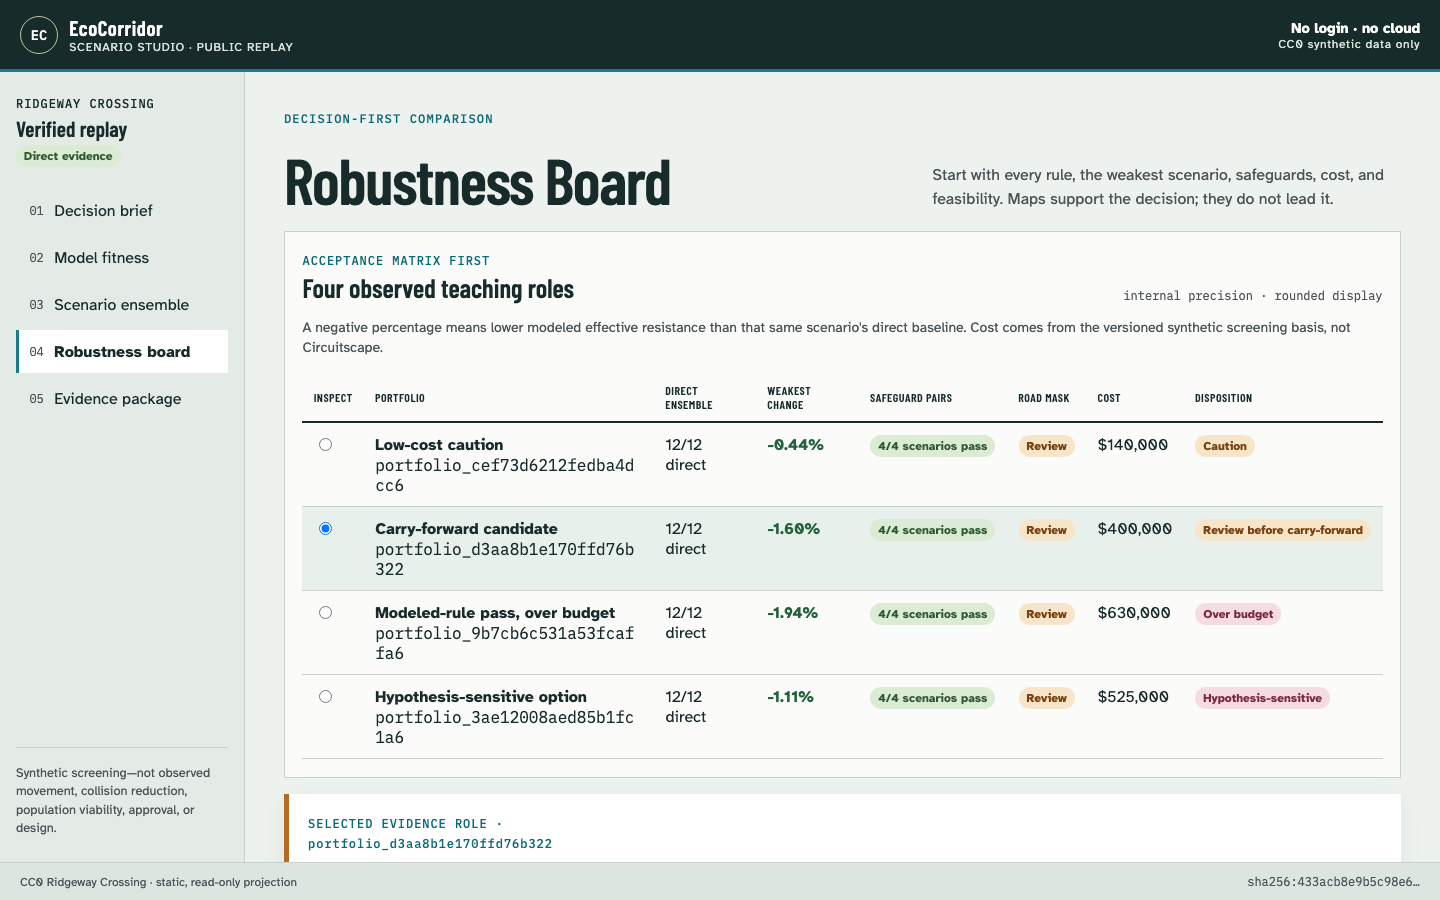 EC
EcoCorridor
SCENARIO STUDIO · PUBLIC REPLAY
No login · no cloud
CC0 synthetic data only
RIDGEWAY CROSSING
Verified replay
Direct evidence
01 Decision brief
02 Model fitness
03 Scenario ensemble
04 Robustness board
05 Evidence package
Synthetic screening—not observed
movement, collision reduction,
population viability, approval, or
design.
DECISION-FIRST COMPARISON
Robustness Board
Start with every rule, the weakest scenario, safeguards, cost, and
feasibility. Maps support the decision; they do not lead it.
ACCEPTANCE MATRIX FIRST
Four observed teaching roles
internal precision · rounded display
A negative percentage means lower modeled effective resistance than that same scenario's direct baseline. Cost comes from the versioned synthetic screening basis, not
Circuitscape.
INSPECT PORTFOLIO DIRECT ENSEMBLE WEAKEST CHANGE SAFEGUARD PAIRS ROAD MASK COST DISPOSITION
Low-cost caution 12/12 -0.44% 4/4 scenarios pass Review $140,000 Caution
portfolio_cef73d6212fedba4d direct
cc6
Carry-forward candidate 12/12 -1.60% 4/4 scenarios pass Review $400,000 Review before carry-forward
portfolio_d3aa8b1e170ffd76b direct
322
Modeled-rule pass, over budget 12/12 -1.94% 4/4 scenarios pass Review $630,000 Over budget
portfolio_9b7cb6c531a53fcaf direct
fa6
Hypothesis-sensitive option 12/12 -1.11% 4/4 scenarios pass Review $525,000 Hypothesis-sensitive
portfolio_3ae12008aed85b1fc direct
1a6
SELECTED EVIDENCE ROLE ·
portfolio_d3aa8b1e170ffd76b322
CC0 Ridgeway Crossing · static, read-only projection
sha256:433acb8e9b5c98e6…